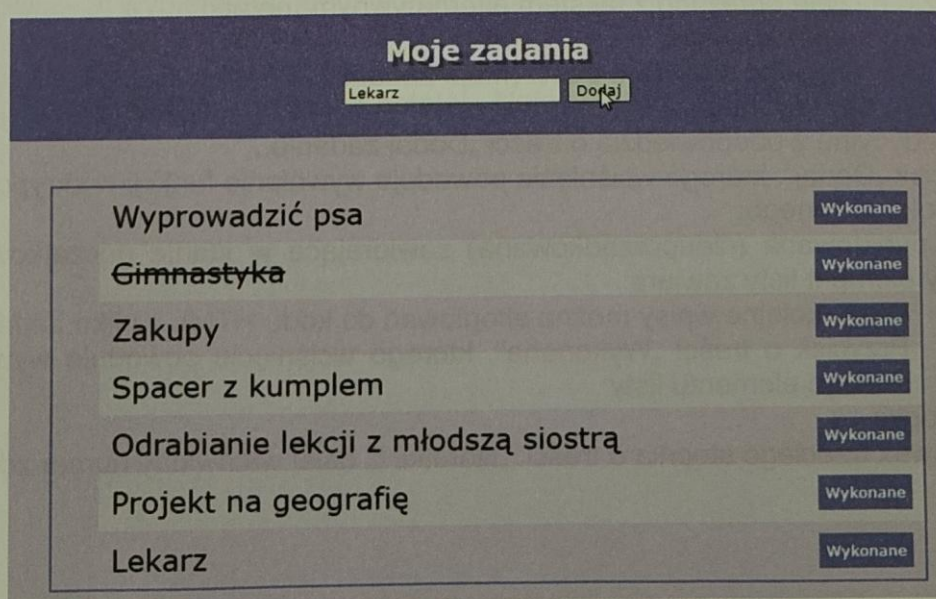 Moje zadania
Lekarz Dodaj
Wyprowadzić psa Wykonane
Gimnastyka Wykonane
Zakupy Wykonane
Spacer z kumplem Wykonane
Odrabianie lekcji z młodszą siostrą Wykonane
Projekt na geografię Wykonane
Lekarz Wykonane